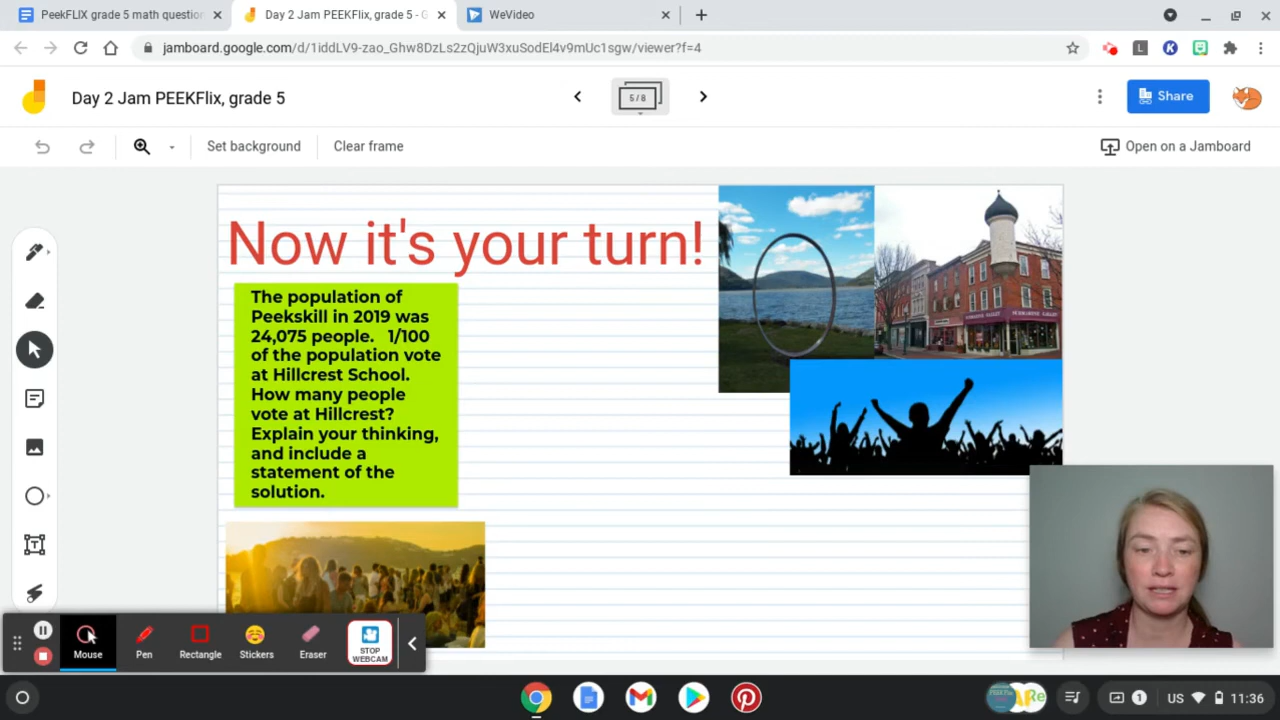 PeekFLIX grade 5 math question
Day 2 Jam PEEKFlix, grade 5 - G
WeVideo
jamboard.google.com/d/1iddLV9-zao_Ghw8DzLs2zQjuW3xuSodEl4v9mUc1sgw/viewer?f=4
Day 2 Jam PEEKFlix, grade 5
5/8
Share
Set background
Clear frame
Open on a Jamboard
Now it's your turn!
The population of
Peekskill in 2019 was
24,075 people. 1/100
of the population vote
at Hillcrest School.
How many people
vote at Hillcrest?
Explain your thinking,
and include a
statement of the
solution.
Mouse
Pen
Rectangle
Stickers
Eraser
STOP
WEBCAM
1
US
11:36